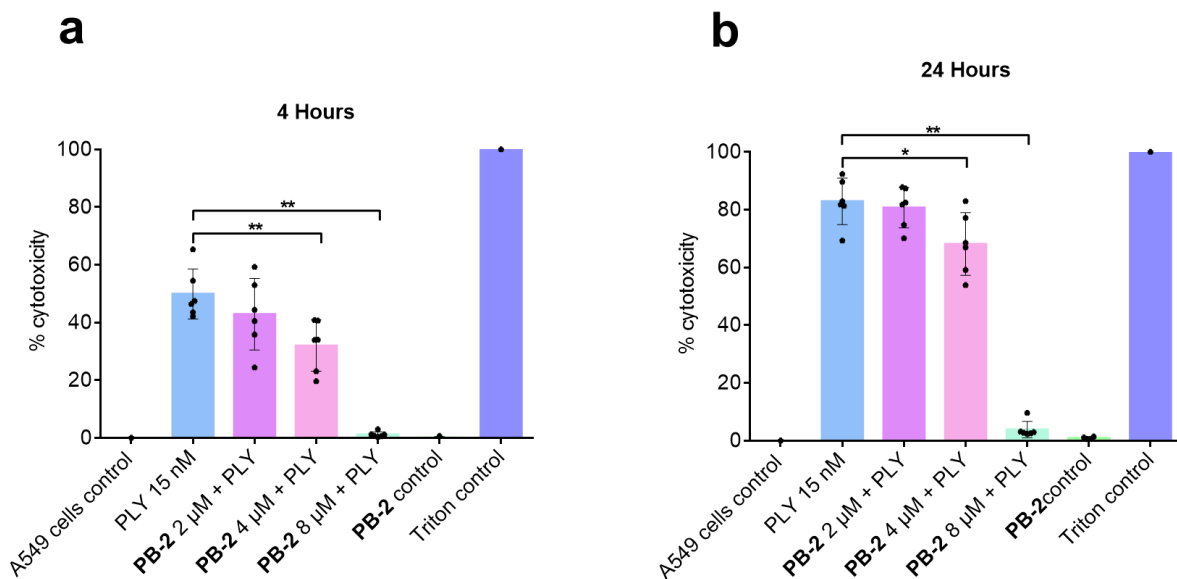 a
4 Hours
% cytotoxicity
100
80
60
40
20
0
**
**
A549 cells control
PLY 15 nM
PB-2 2 µM + PLY
PB-2 4 µM + PLY
PB-2 8 µM + PLY
PB-2 control
Triton control
b
24 Hours
% cytotoxicity
100
80
60
40
20
0
**
*
A549 cells control
PLY 15 nM
PB-2 2 µM + PLY
PB-2 4 µM + PLY
PB-2 8 µM + PLY
PB-2control
Triton control